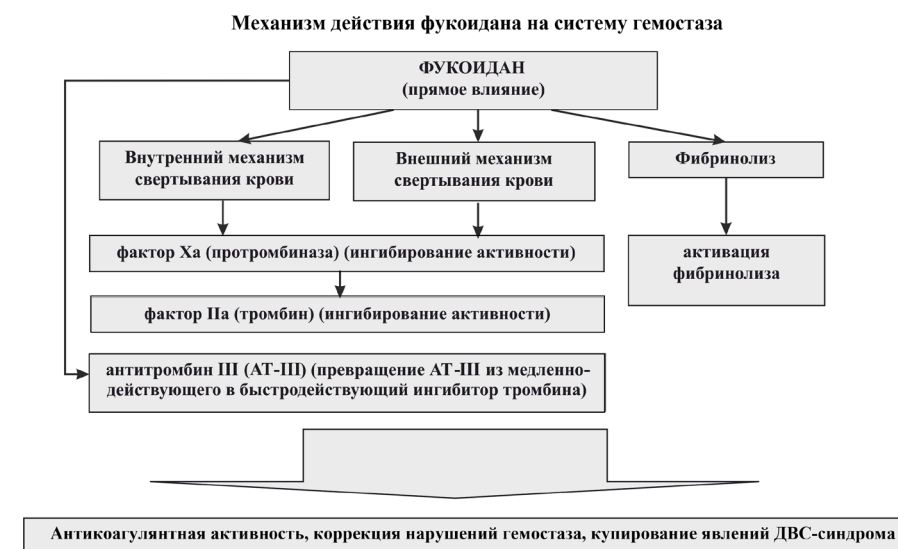 Механизм действия фукоидана на систему гемостаза
ФУКОИДАН
(прямое влияние)
Внутренний механизм
свертывания крови
Внешний механизм
свертывания крови
Фибринолиз
фактор Ха (протромбиназа) (ингибирование активности)
активация
фибринолиза
фактор IIа (тромбин) (ингибирование активности)
антитромбин III (АТ-III) (превращение АТ-III из медленно-
действующего в быстродействующий ингибитор тромбина)
Антикоагулянтная активность, коррекция нарушений гемостаза, купирование явлений ДВС-синдрома